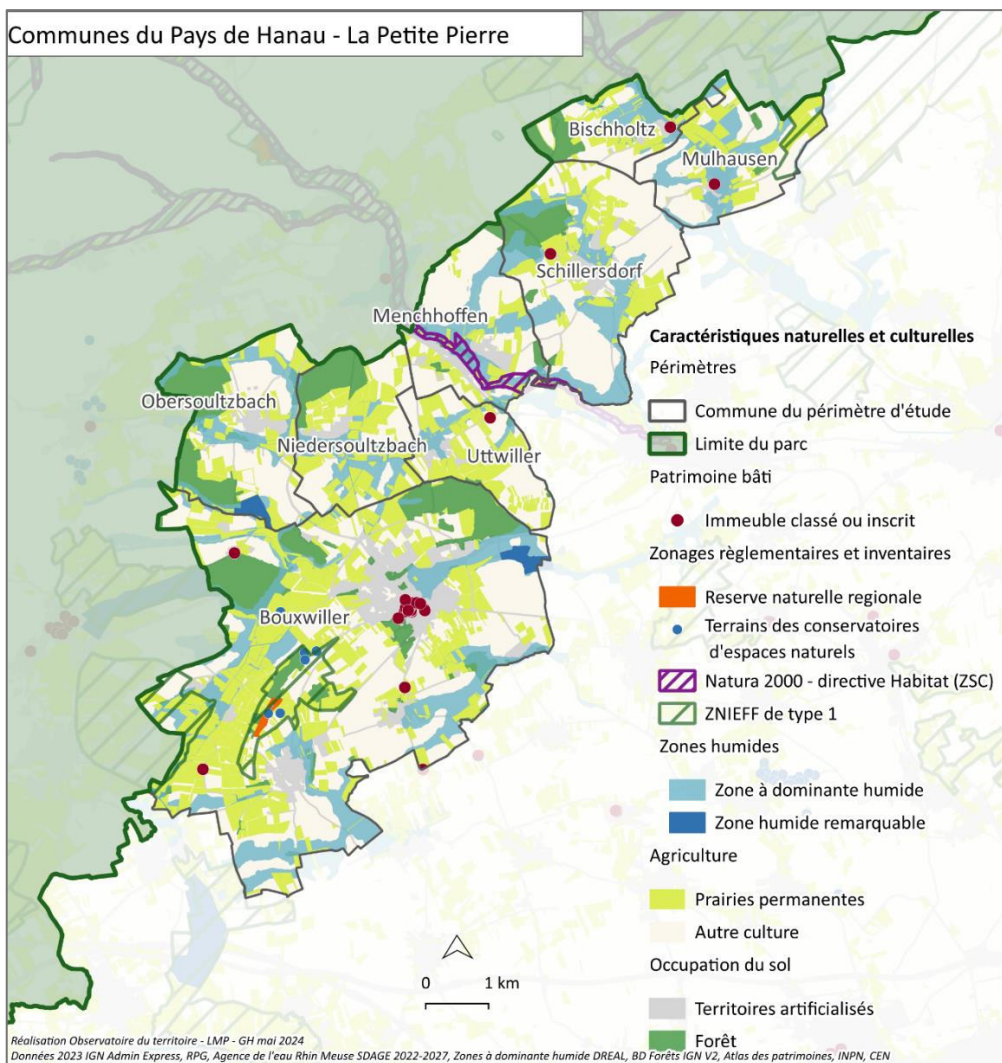 Communes du Pays de Hanau - La Petite Pierre
Bischholtz
Mulhausen
Schillersdorf
Menchhoffen
Obersoultzbach
Niedersoultzbach
Uttwiller
Bouxwiller
Caractéristiques naturelles et culturelles
Périmètres
Commune du périmètre d'étude
Limite du parc
Patrimoine bâti
Immeuble classé ou inscrit
Zonages règlementaires et inventaires
Reserve naturelle regionale
Terrains des conservatoires
d'espaces naturels
Natura 2000 - directive Habitat (ZSC)
ZNIEFF de type 1
Zones humides
Zone à dominante humide
Zone humide remarquable
Agriculture
Prairies permanentes
Autre culture
Occupation du sol
Territoires artificialisés
Forêt
0 1 km
Réalisation Observatoire du territoire - LMP - GH mai 2024
Données 2023 IGN Admin Express, RPG, Agence de l'eau Rhin Meuse SDAGE 2022-2027, Zones à dominante humide DREAL, BD Forêts IGN V2, Atlas des patrimoines, INPN, CEN